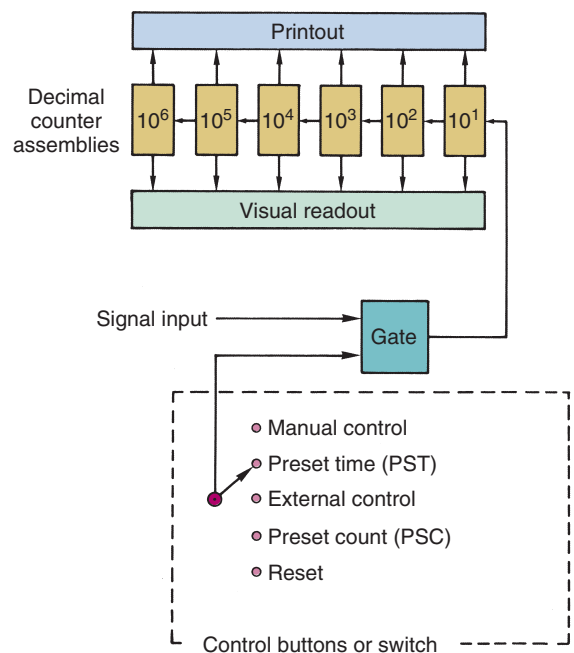 Printout
Decimal
counter
assemblies
10⁶ 10⁵ 10⁴ 10³ 10² 10¹
Visual readout
Signal input
Gate
Manual control
Preset time (PST)
External control
Preset count (PSC)
Reset
Control buttons or switch